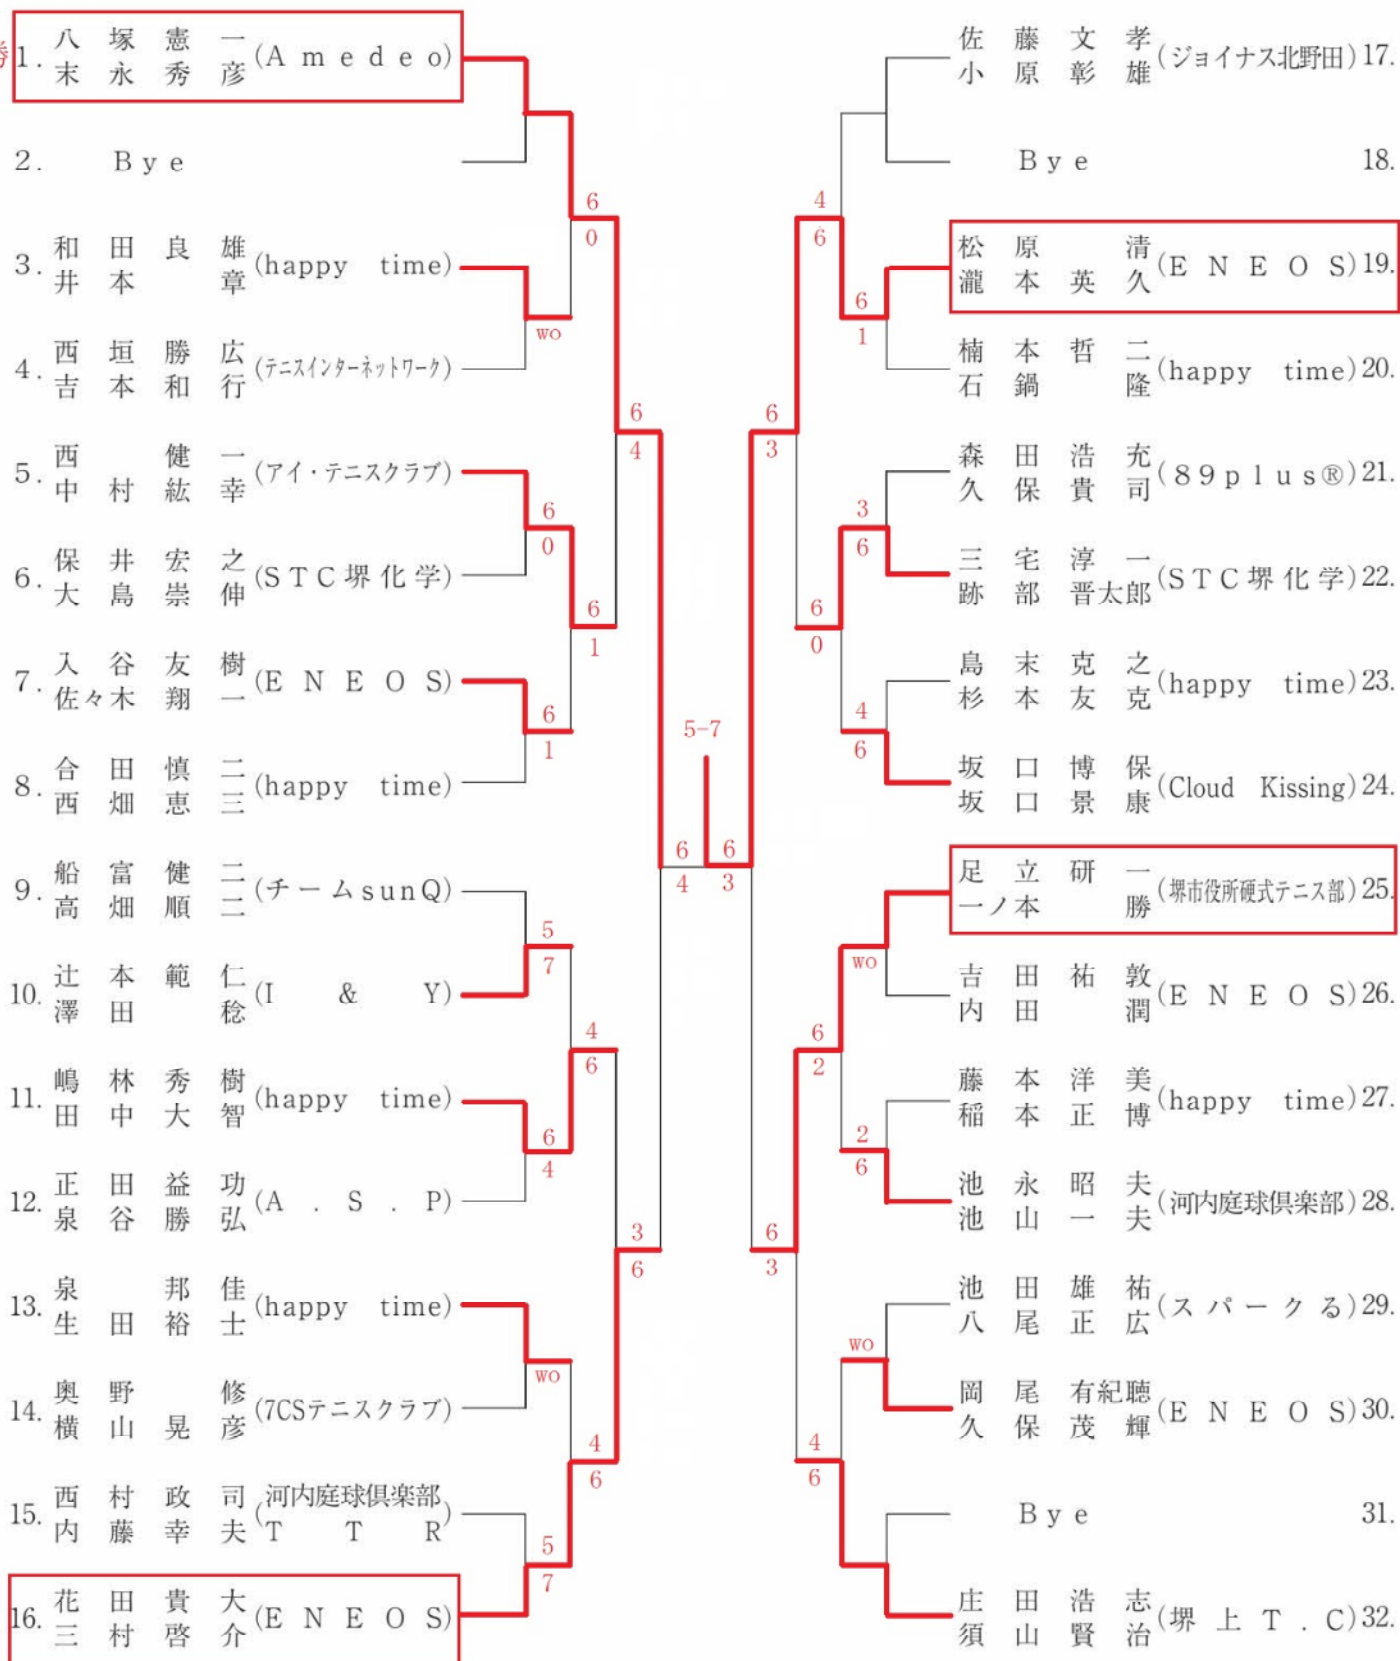 勝
1. 八塚憲一 (Amedeo)
末永秀彦
2. Bye
3. 和田良雄 (happy time)
井本章
4. 西垣勝広 (テニスインターネットワーク)
吉本和行
5. 西健一 (アイ・テニスクラブ)
中村紘幸
6. 保井宏之 (STC堺化学)
大島崇伸
7. 入谷友樹 (ENEOS)
佐々木翔一
8. 合田慎二 (happy time)
西畑恵三
9. 船富健二 (チームsunQ)
高畑順二
10. 辻本範仁 (I & Y)
澤田稔
11. 嶋林秀樹 (happy time)
田中大智
12. 正田益功 (A.S.P)
泉谷勝弘
13. 泉邦佳 (happy time)
生田裕士
14. 奥野修 (7CSテニスクラブ)
横山晃彦
15. 西村政司 (河内庭球倶楽部
内藤幸夫 TTR)
16. 花田貴大 (ENEOS)
三村啓介
6
0
wo
6
4
6
0
6
1
6
1
5
7
4
6
6
4
3
6
wo
4
6
5
7
6
4
5-7
6
3
4
6
6
1
6
3
3
6
6
0
4
6
wo
6
2
2
6
6
3
wo
4
6
佐藤文孝 (ジョイナス北野田) 17.
小原彰雄
Bye 18.
松原清 (ENEOS) 19.
瀧本英久
楠本哲二 (happy time) 20.
石鍋隆
森田浩充 (89plus®) 21.
久保貴司
三宅淳一 (STC堺化学) 22.
跡部晋太郎
島末克之 (happy time) 23.
杉本友克
坂口博保 (Cloud Kissing) 24.
坂口景康
足立研一 (堺市役所硬式テニス部) 25.
一ノ本勝
吉田祐敦 (ENEOS) 26.
内田潤
藤本洋美 (happy time) 27.
稲本正博
池永昭夫 (河内庭球倶楽部) 28.
池山一夫
池田雄祐 (スパークる) 29.
八尾正広
岡尾有紀聴 (ENEOS) 30.
久保茂輝
Bye 31.
庄田浩志 (堺上T.C) 32.
須山賢治